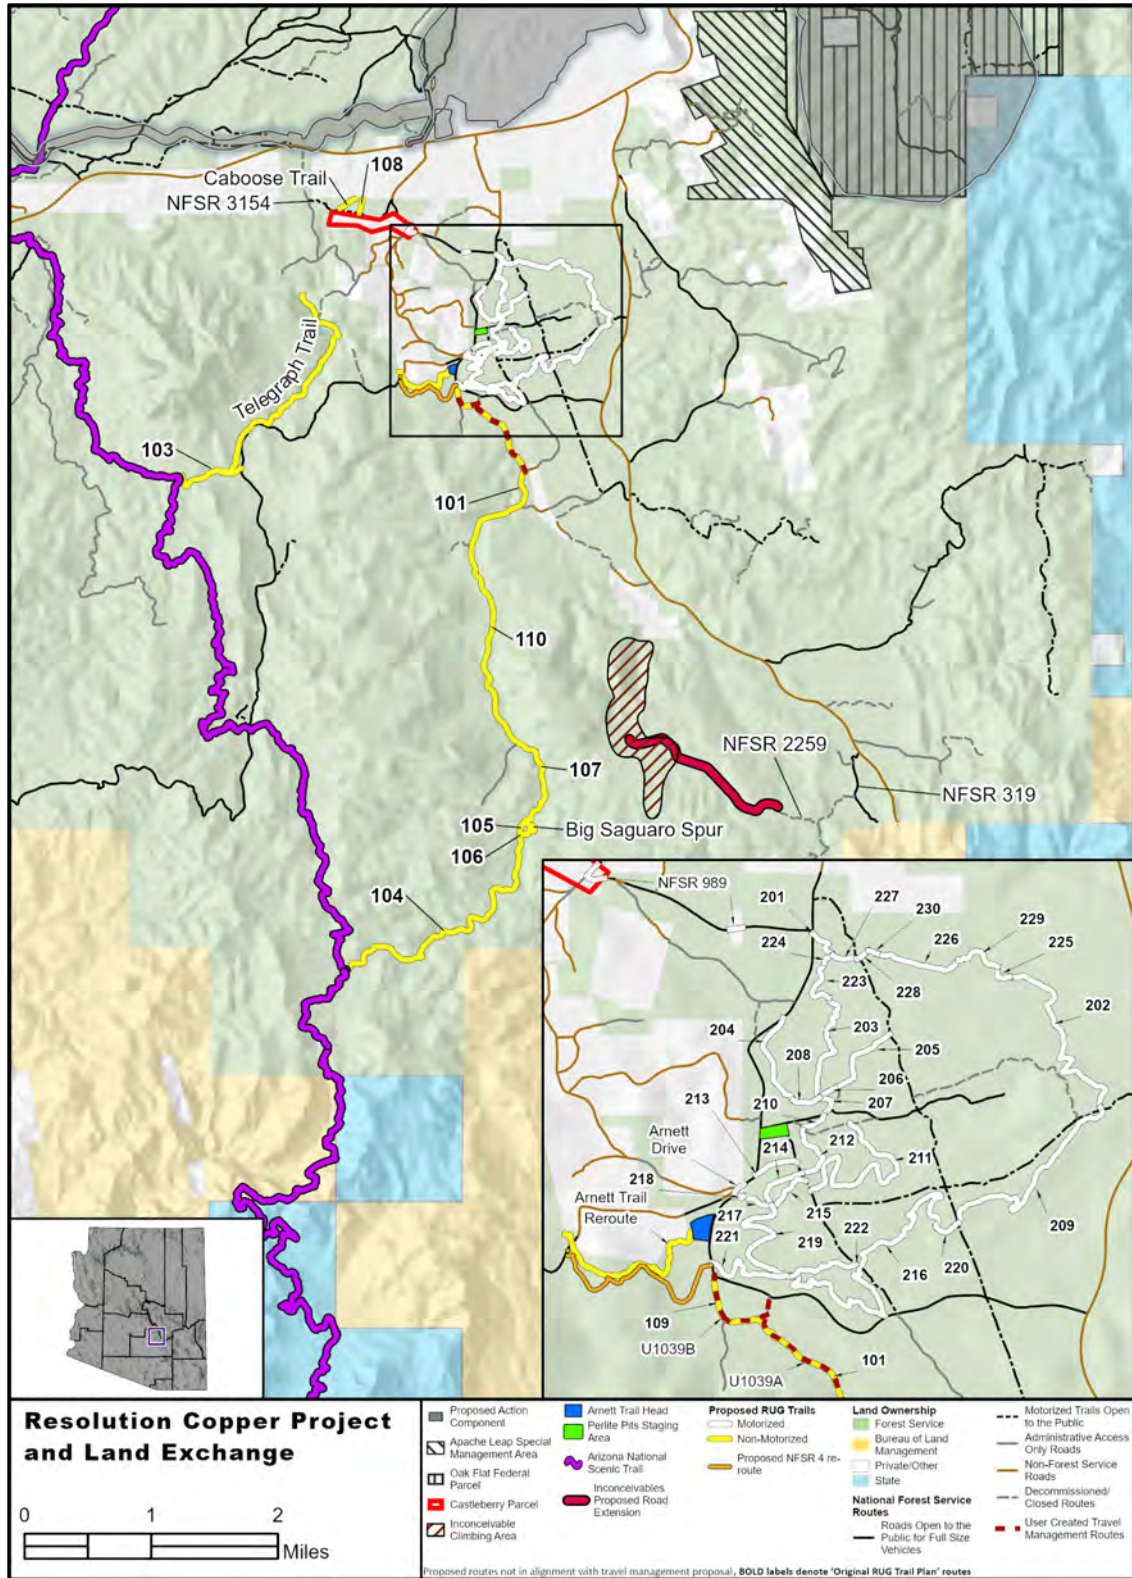 108
Caboose Trail
NFSR 3154
Telegraph Trail
103
101
110
107
NFSR 2259
NFSR 319
105
Big Saguaro Spur
106
104
NFSR 989
201
227
230
229
224
226
225
223
228
202
204
203
205
208
206
213
210
207
Arnett
Drive
212
214
211
218
Arnett Trail
Reroute
217
215
222
209
221
219
216
220
109
U1039B
101
U1039A
Resolution Copper Project
and Land Exchange
0 1 2
Miles
Proposed Action
Component
Apache Leap Special
Management Area
Oak Flat Federal
Parcel
Castleberry Parcel
Inconceivable
Climbing Area
Arnett Trail Head
Perlite Pits Staging
Area
Arizona National
Scenic Trail
Inconceivables
Proposed Road
Extension
Proposed RUG Trails
Motorized
Non-Motorized
Proposed NFSR 4 re-
route
Land Ownership
Forest Service
Bureau of Land
Management
Private/Other
State
National Forest Service
Routes
Roads Open to the
Public for Full Size
Vehicles
Motorized Trails Open
to the Public
Administrative Access
Only Roads
Non-Forest Service
Roads
Decommissioned/
Closed Routes
User Created Travel
Management Routes
Proposed routes not in alignment with travel management proposal, BOLD labels denote 'Original RUG Trail Plan' routes